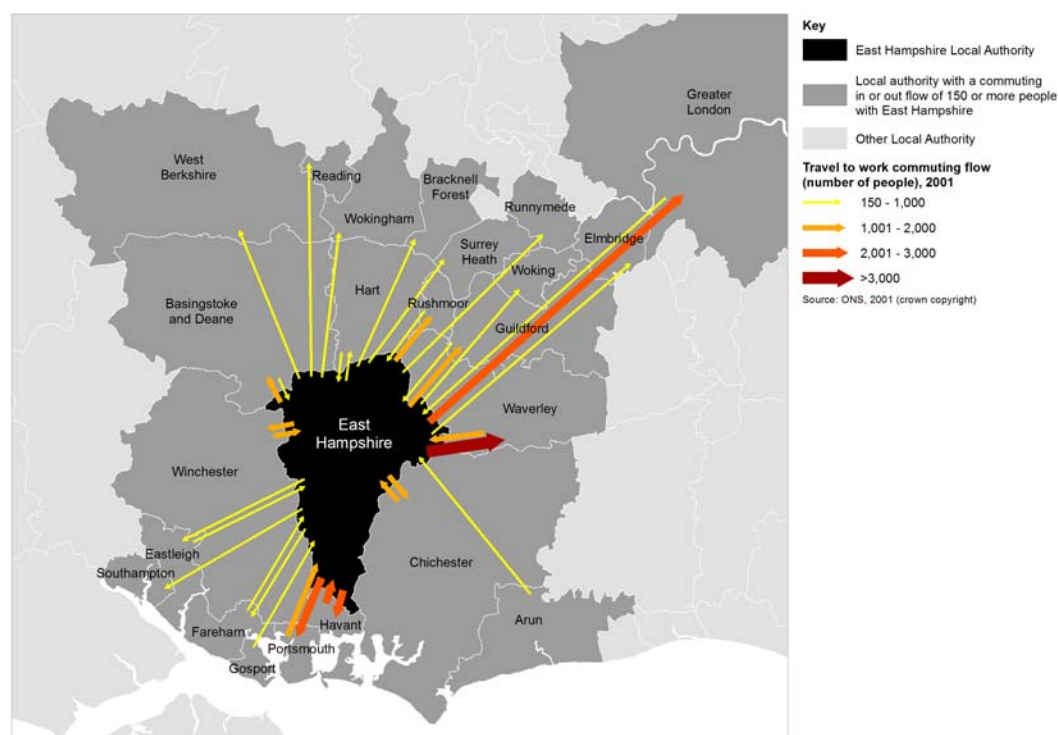 Key
East Hampshire Local Authority
Local authority with a commuting
in or out flow of 150 or more people
with East Hampshire
Other Local Authority
Travel to work commuting flow
(number of people), 2001
150 - 1,000
1,001 - 2,000
2,001 - 3,000
>3,000
Source: ONS, 2001 (crown copyright)
Greater
London
West
Berkshire
Reading
Bracknell
Forest
Wokingham
Runnymede
Elmbridge
Surrey
Heath
Woking
Hart
Rushmoor
Basingstoke
and Deane
Guildford
Waverley
East
Hampshire
Winchester
Eastleigh
Southampton
Chichester
Arun
Fareham
Havant
Portsmouth
Gosport